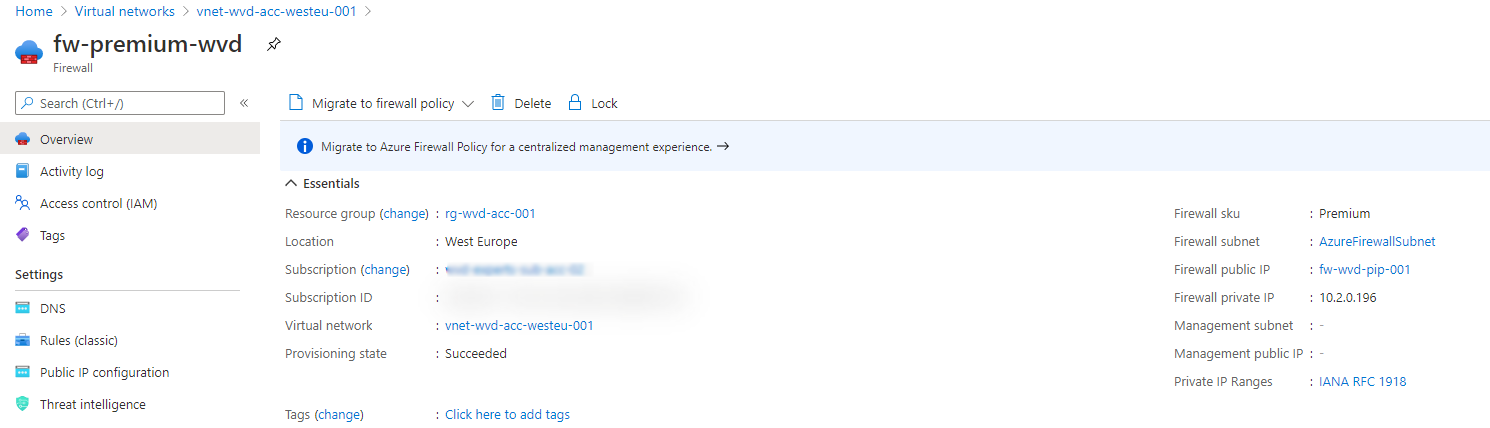 Home > Virtual networks > vnet-wvd-acc-westeu-001 >
fw-premium-wvd
Firewall
Search (Ctrl+/)
«
Overview
Activity log
Access control (IAM)
Tags
Settings
DNS
Rules (classic)
Public IP configuration
Threat intelligence
Migrate to firewall policy Delete Lock
Migrate to Azure Firewall Policy for a centralized management experience. →
Essentials
Resource group (change) : rg-wvd-acc-001
Location : West Europe
Subscription (change) :
Subscription ID :
Virtual network : vnet-wvd-acc-westeu-001
Provisioning state : Succeeded
Tags (change) : Click here to add tags
Firewall sku : Premium
Firewall subnet : AzureFirewallSubnet
Firewall public IP : fw-wvd-pip-001
Firewall private IP : 10.2.0.196
Management subnet : -
Management public IP : -
Private IP Ranges : IANA RFC 1918